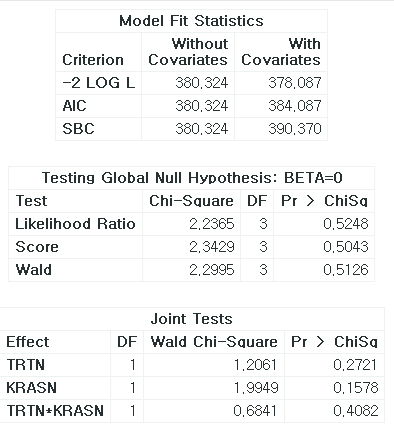 Model Fit Statistics
Criterion Without Covariates With Covariates
-2 LOG L 380,324 378,087
AIC 380,324 384,087
SBC 380,324 390,370
Testing Global Null Hypothesis: BETA=0
Test Chi-Square DF Pr > ChiSq
Likelihood Ratio 2,2365 3 0,5248
Score 2,3429 3 0,5043
Wald 2,2995 3 0,5126
Joint Tests
Effect DF Wald Chi-Square Pr > ChiSq
TRTN 1 1,2061 0,2721
KRASN 1 1,9949 0,1578
TRTN*KRASN 1 0,6841 0,4082